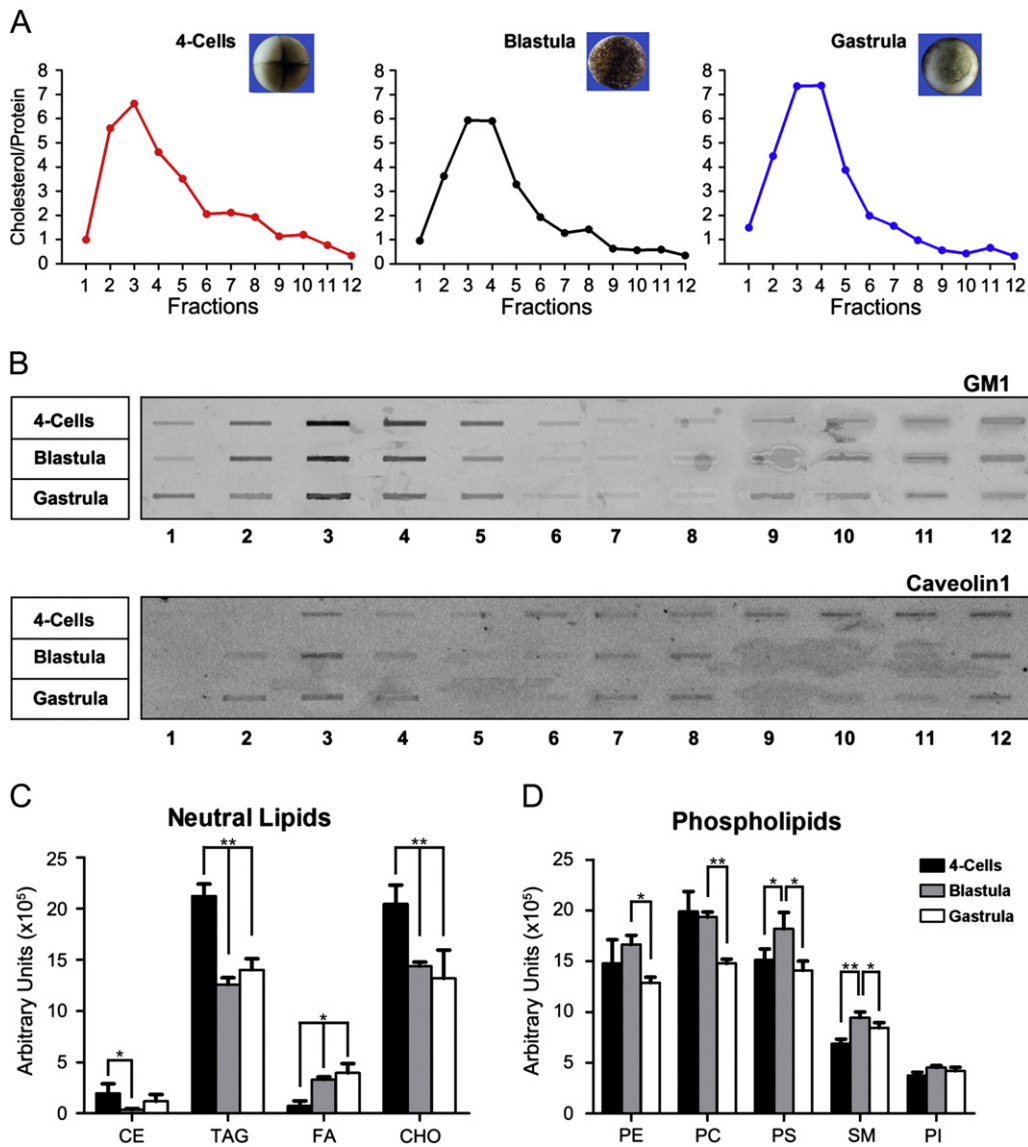 A
4-Cells
Blastula
Gastrula
Cholesterol/Protein
8
7
6
5
4
3
2
1
0
1 2 3 4 5 6 7 8 9 10 11 12
Fractions
8
7
6
5
4
3
2
1
0
1 2 3 4 5 6 7 8 9 10 11 12
Fractions
8
7
6
5
4
3
2
1
0
1 2 3 4 5 6 7 8 9 10 11 12
Fractions
B
GM1
4-Cells
Blastula
Gastrula
1 2 3 4 5 6 7 8 9 10 11 12
Caveolin1
4-Cells
Blastula
Gastrula
1 2 3 4 5 6 7 8 9 10 11 12
C
Neutral Lipids
Arbitrary Units (x10⁵)
25
20
15
10
5
0
* ** * **
CE TAG FA CHO
D
Phospholipids
Arbitrary Units (x10⁵)
25
20
15
10
5
0
* ** * * ** *
4-Cells
Blastula
Gastrula
PE PC PS SM PI